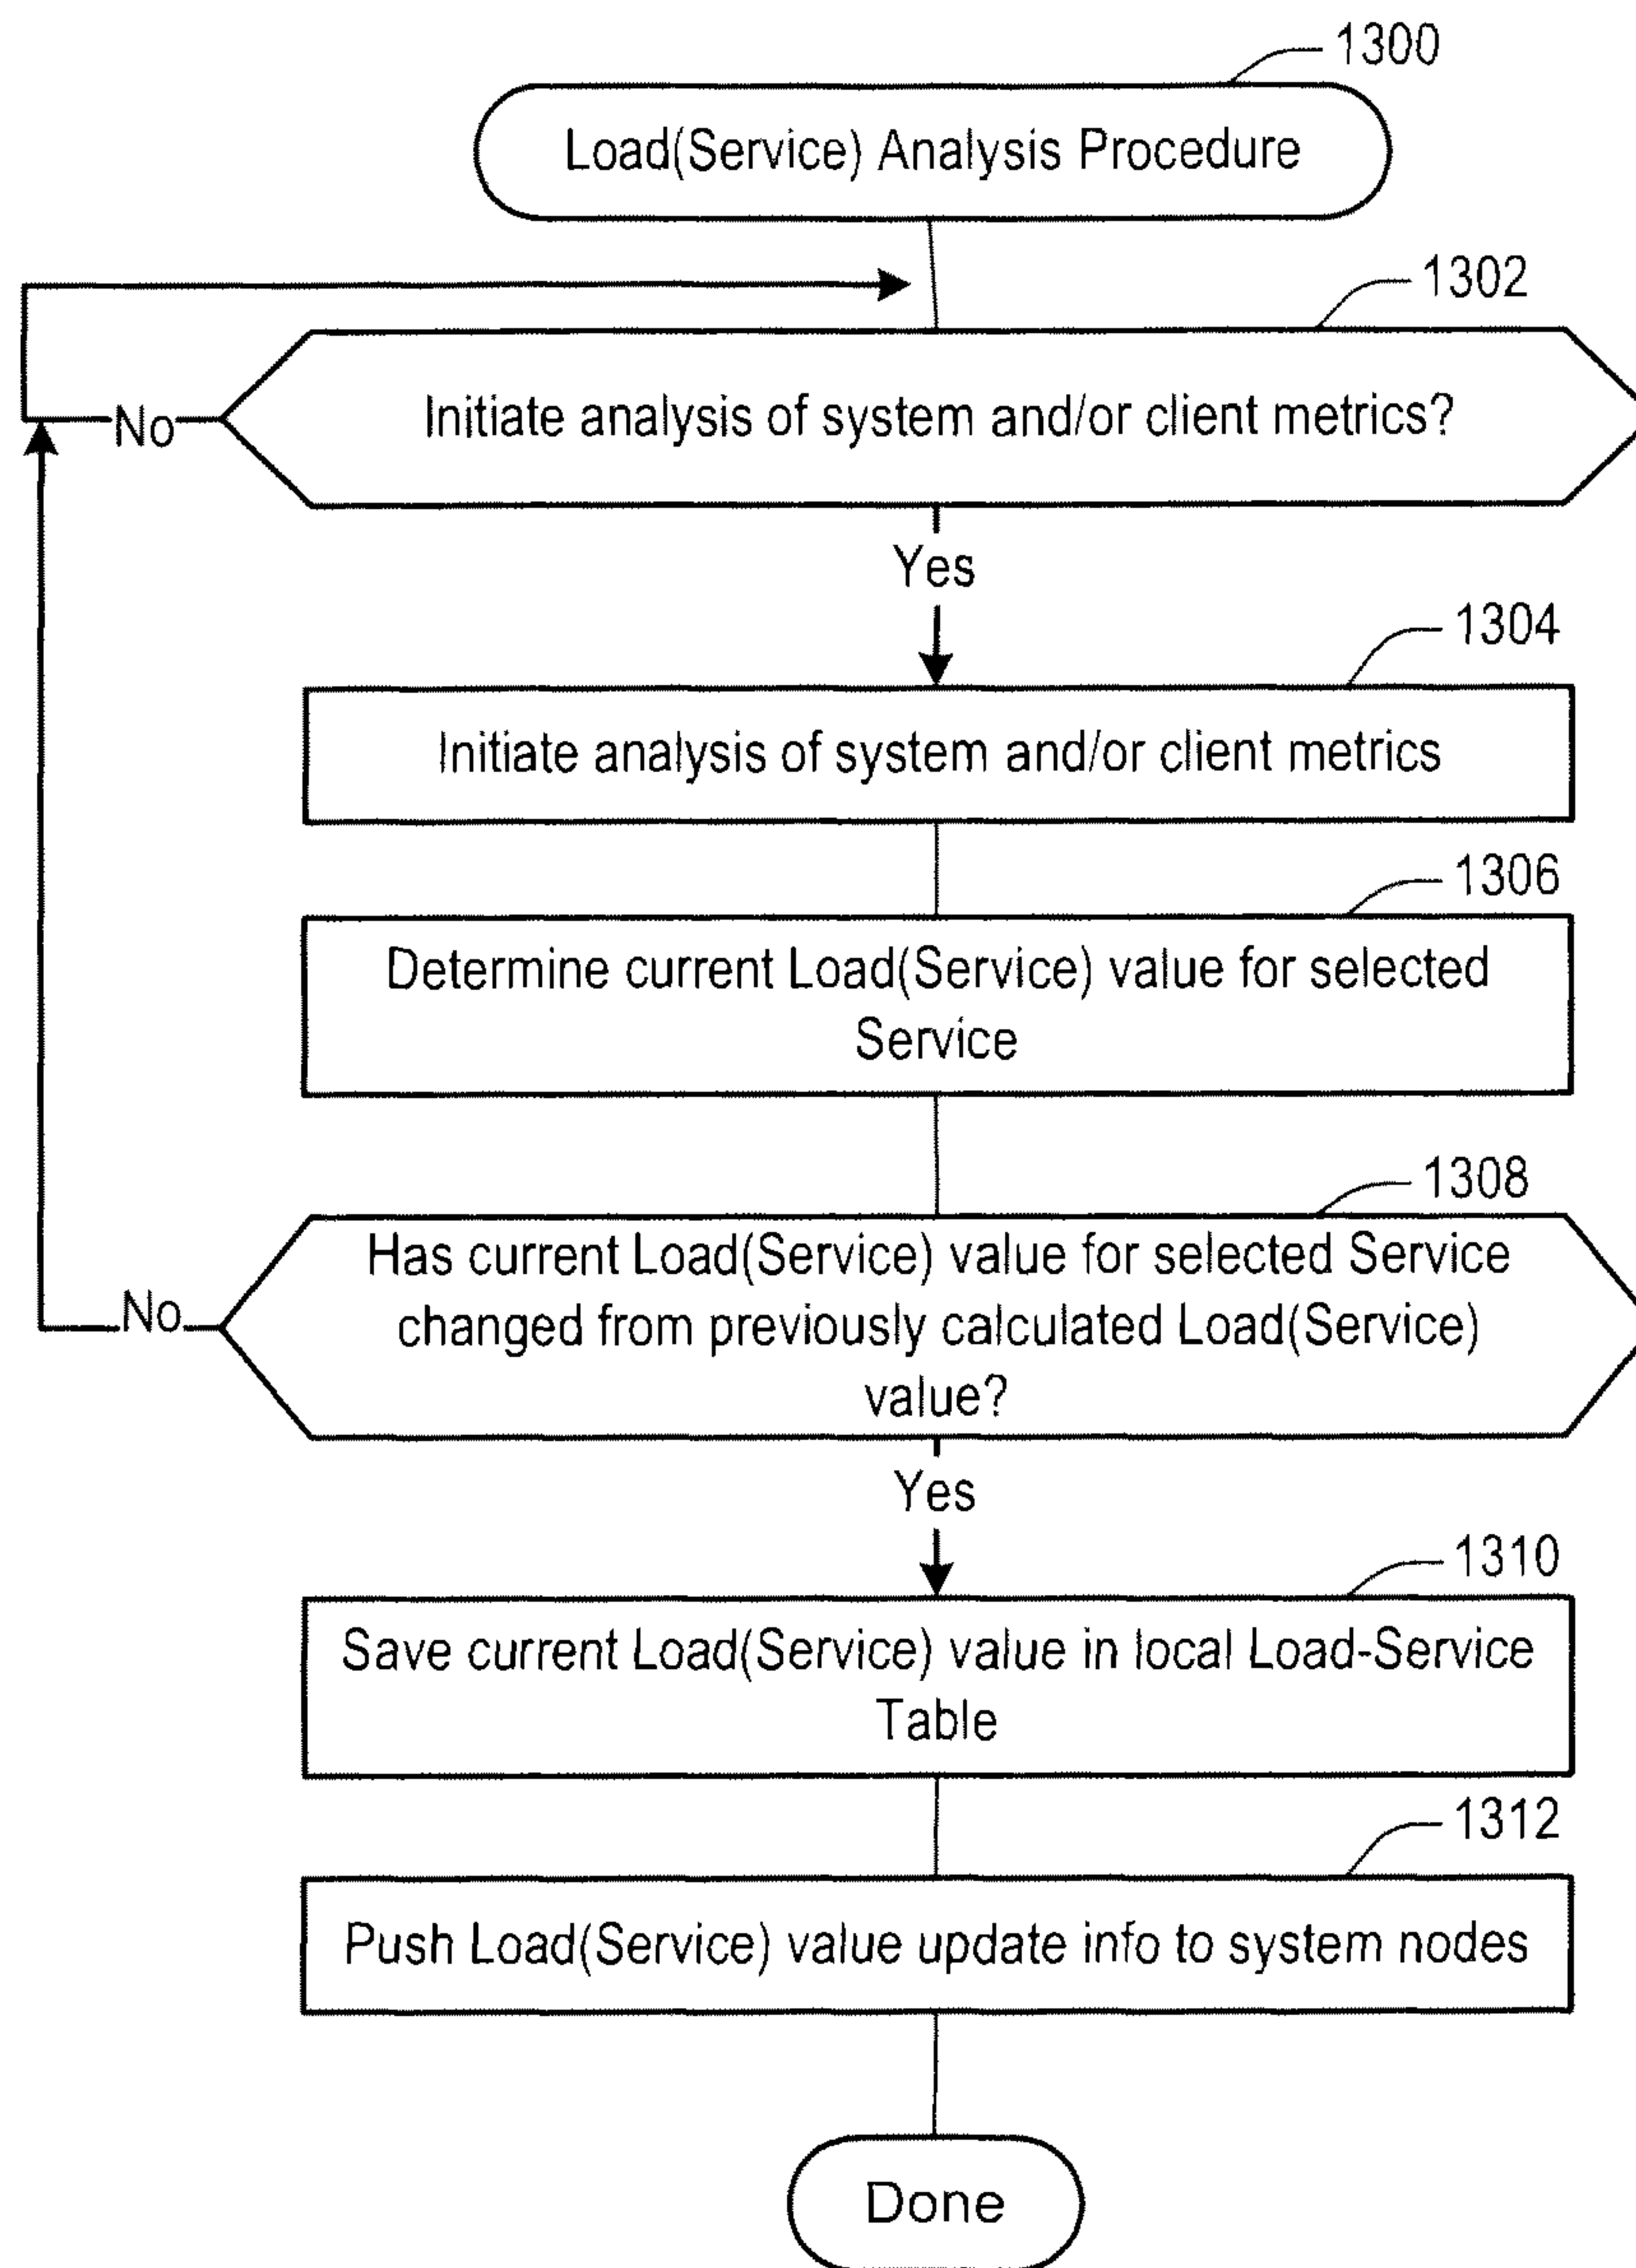 1300
Load(Service) Analysis Procedure
1302
Initiate analysis of system and/or client metrics?
No
Yes
1304
Initiate analysis of system and/or client metrics
1306
Determine current Load(Service) value for selected
Service
1308
Has current Load(Service) value for selected Service
changed from previously calculated Load(Service)
value?
No
Yes
1310
Save current Load(Service) value in local Load-Service
Table
1312
Push Load(Service) value update info to system nodes
Done